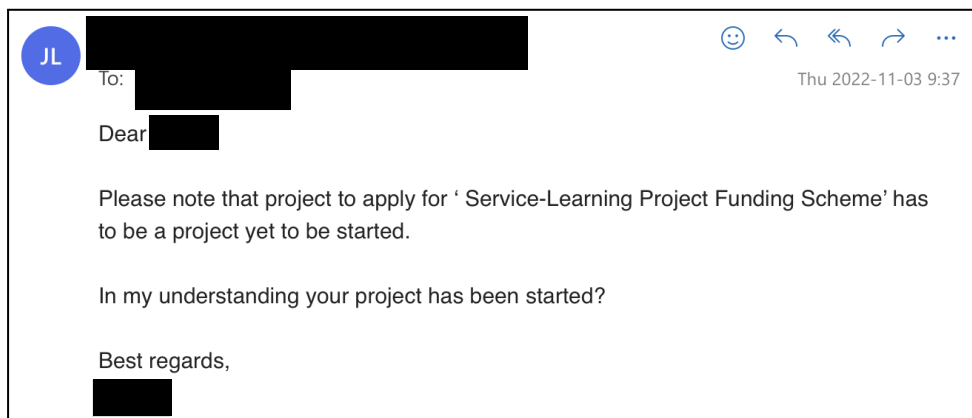 JL
To:
Thu 2022-11-03 9:37
Dear
Please note that project to apply for ‘ Service-Learning Project Funding Scheme’ has
to be a project yet to be started.
In my understanding your project has been started?
Best regards,